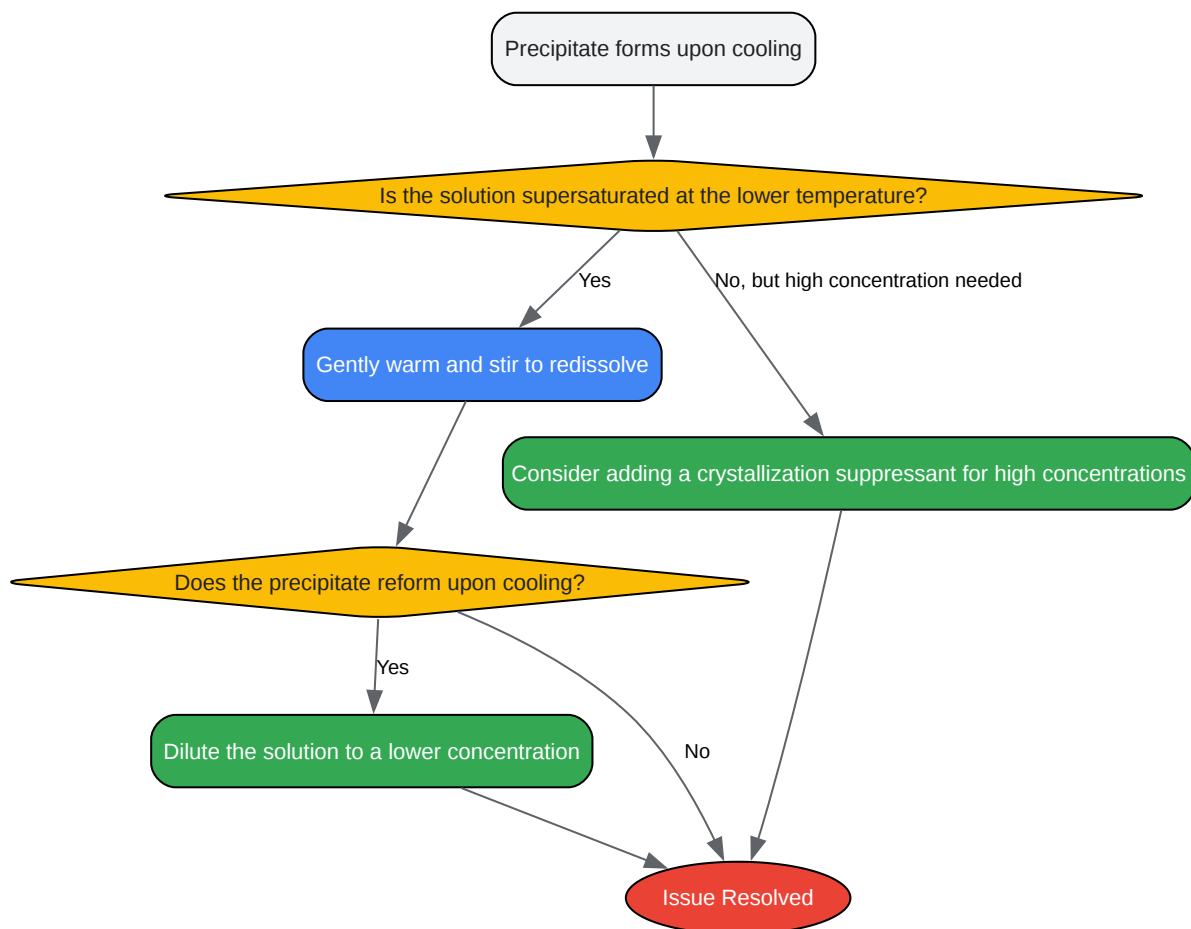 Precipitate forms upon cooling
Is the solution supersaturated at the lower temperature?
Yes
No, but high concentration needed
Gently warm and stir to redissolve
Consider adding a crystallization suppressant for high concentrations
Does the precipitate reform upon cooling?
Yes
Dilute the solution to a lower concentration
No
Issue Resolved